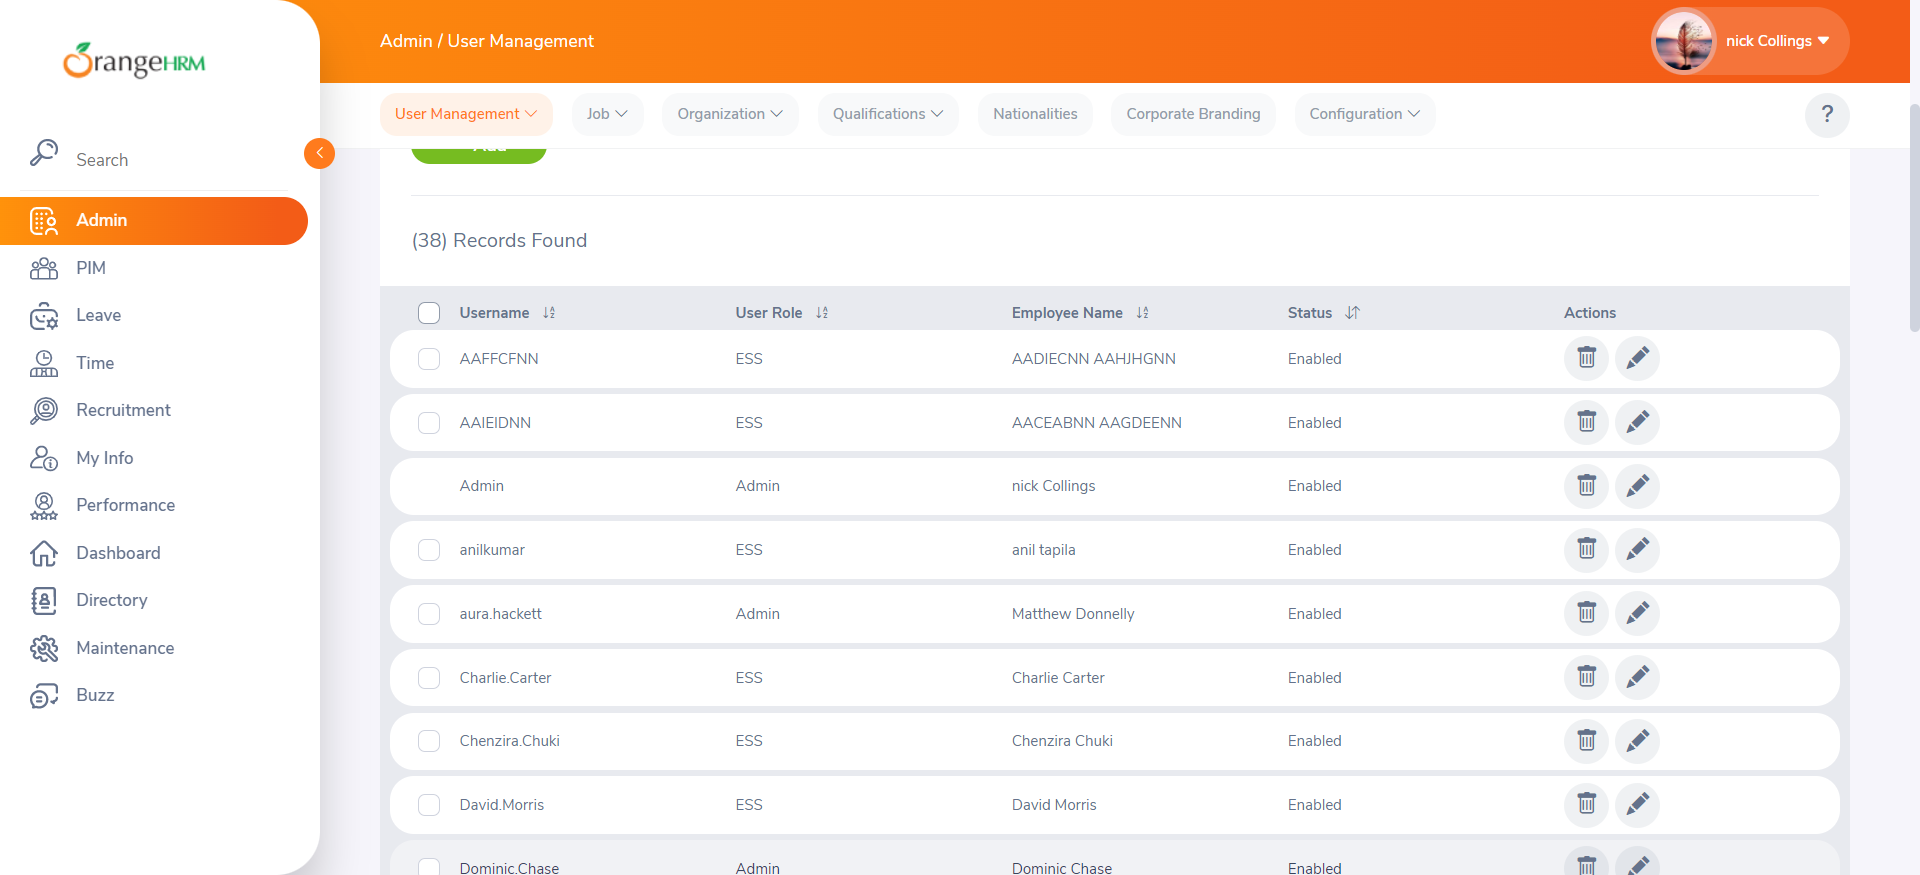 OrangeHRM
Search
Admin
PIM
Leave
Time
Recruitment
My Info
Performance
Dashboard
Directory
Maintenance
Buzz
Admin / User Management
nick Collings
User Management
Job
Organization
Qualifications
Nationalities
Corporate Branding
Configuration
?
Add
(38) Records Found
Username User Role Employee Name Status Actions
AAFFCFNN ESS AADIECNN AAHJHGNN Enabled
AAIEIDNN ESS AACEABNN AAGDEENN Enabled
Admin Admin nick Collings Enabled
anilkumar ESS anil tapila Enabled
aura.hackett Admin Matthew Donnelly Enabled
Charlie.Carter ESS Charlie Carter Enabled
Chenzira.Chuki ESS Chenzira Chuki Enabled
David.Morris ESS David Morris Enabled
Dominic.Chase Admin Dominic Chase Enabled